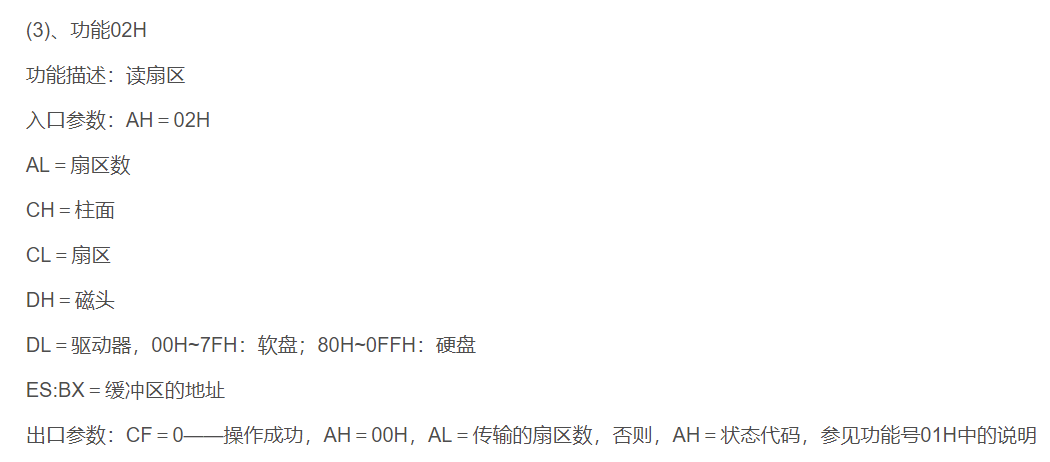 (3)、功能02H
功能描述：读扇区
入口参数：AH＝02H
AL＝扇区数
CH＝柱面
CL＝扇区
DH＝磁头
DL＝驱动器，00H~7FH：软盘；80H~0FFH：硬盘
ES:BX＝缓冲区的地址
出口参数：CF＝0——操作成功，AH＝00H，AL＝传输的扇区数，否则，AH＝状态代码，参见功能号01H中的说明